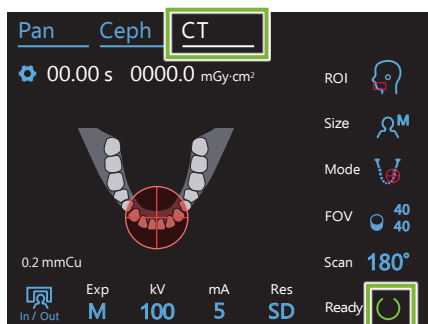 Pan Ceph CT
00.00 s 0000.0 mGy·cm²
ROI
Size M
Mode
FOV 40 40
0.2 mmCu
Scan 180°
In / Out
Exp M
kV 100
mA 5
Res SD
Ready